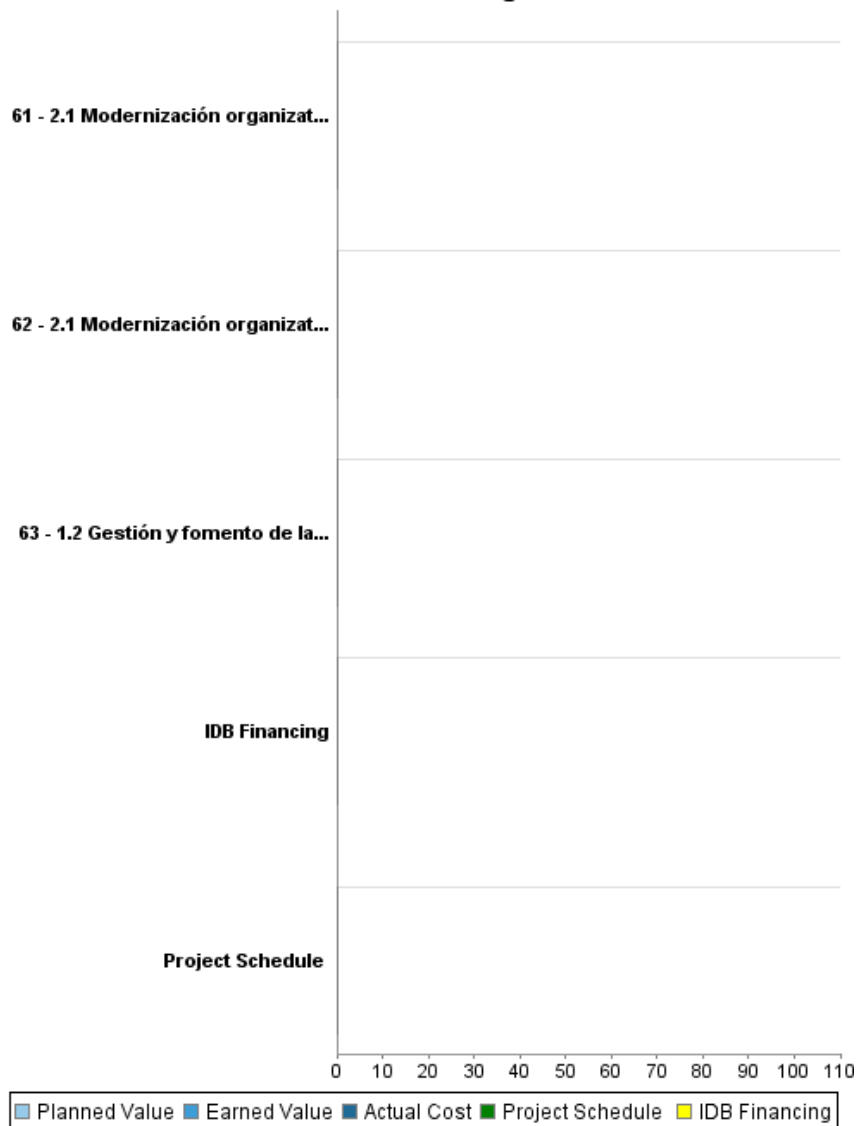 61 - 2.1 Modernización organizat...
62 - 2.1 Modernización organizat...
63 - 1.2 Gestión y fomento de la...
IDB Financing
Project Schedule
0 10 20 30 40 50 60 70 80 90 100 110
Planned Value Earned Value Actual Cost Project Schedule IDB Financing